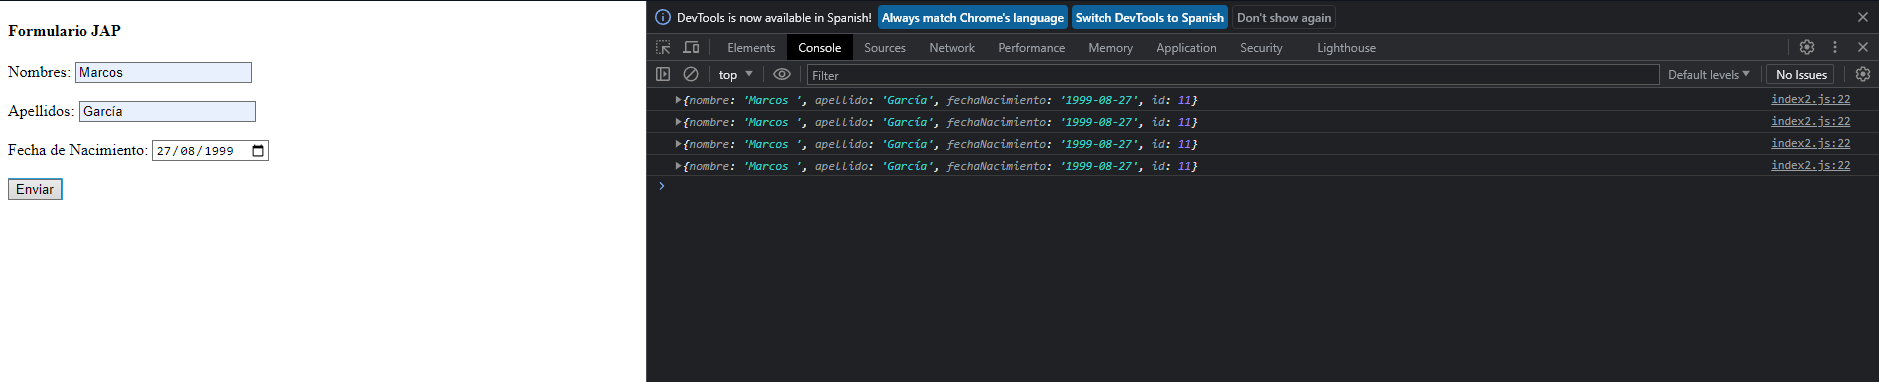 Formulario JAP
Nombres: Marcos
Apellidos: García
Fecha de Nacimiento: 27/08/1999
Enviar
DevTools is now available in Spanish! Always match Chrome's language Switch DevTools to Spanish Don't show again
Elements Console Sources Network Performance Memory Application Security Lighthouse
top Filter Default levels No Issues
{nombre: 'Marcos ', apellido: 'García', fechaNacimiento: '1999-08-27', id: 11} index2.js:22
{nombre: 'Marcos ', apellido: 'García', fechaNacimiento: '1999-08-27', id: 11} index2.js:22
{nombre: 'Marcos ', apellido: 'García', fechaNacimiento: '1999-08-27', id: 11} index2.js:22
{nombre: 'Marcos ', apellido: 'García', fechaNacimiento: '1999-08-27', id: 11} index2.js:22